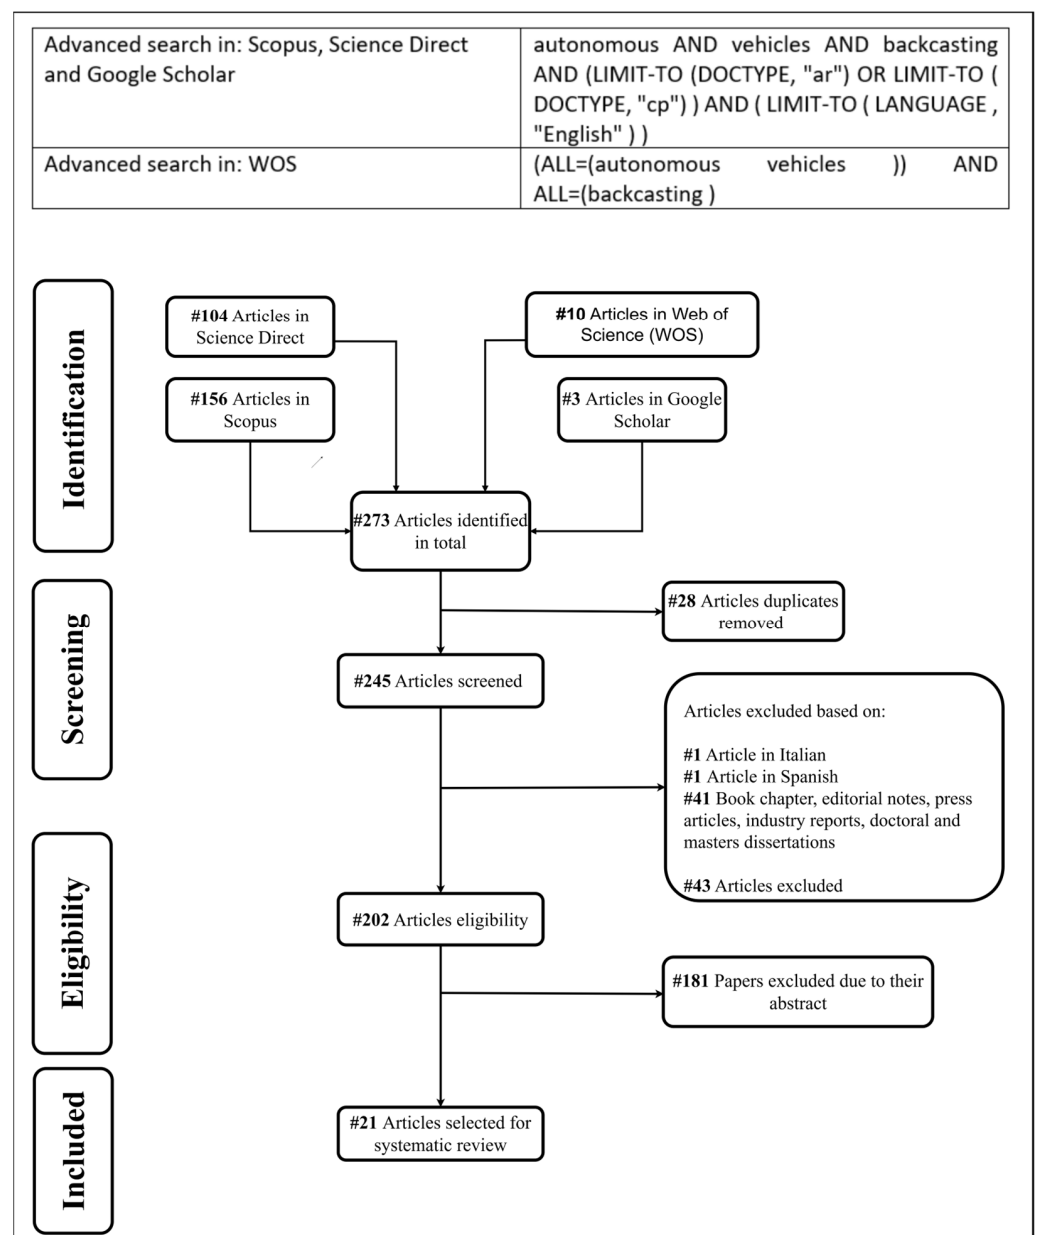 Advanced search in: Scopus, Science Direct
and Google Scholar
autonomous AND vehicles AND backcasting
AND (LIMIT-TO (DOCTYPE, "ar") OR LIMIT-TO (
DOCTYPE, "cp") ) AND ( LIMIT-TO ( LANGUAGE ,
"English" ) )
Advanced search in: WOS
(ALL=(autonomous vehicles )) AND
ALL=(backcasting )
Identification
#104 Articles in
Science Direct
#10 Articles in Web of
Science (WOS)
#156 Articles in
Scopus
#3 Articles in Google
Scholar
#273 Articles identified
in total
Screening
#28 Articles duplicates
removed
#245 Articles screened
Articles excluded based on:
#1 Article in Italian
#1 Article in Spanish
#41 Book chapter, editorial notes, press
articles, industry reports, doctoral and
masters dissertations
#43 Articles excluded
Eligibility
#202 Articles eligibility
#181 Papers excluded due to their
abstract
Included
#21 Articles selected for
systematic review